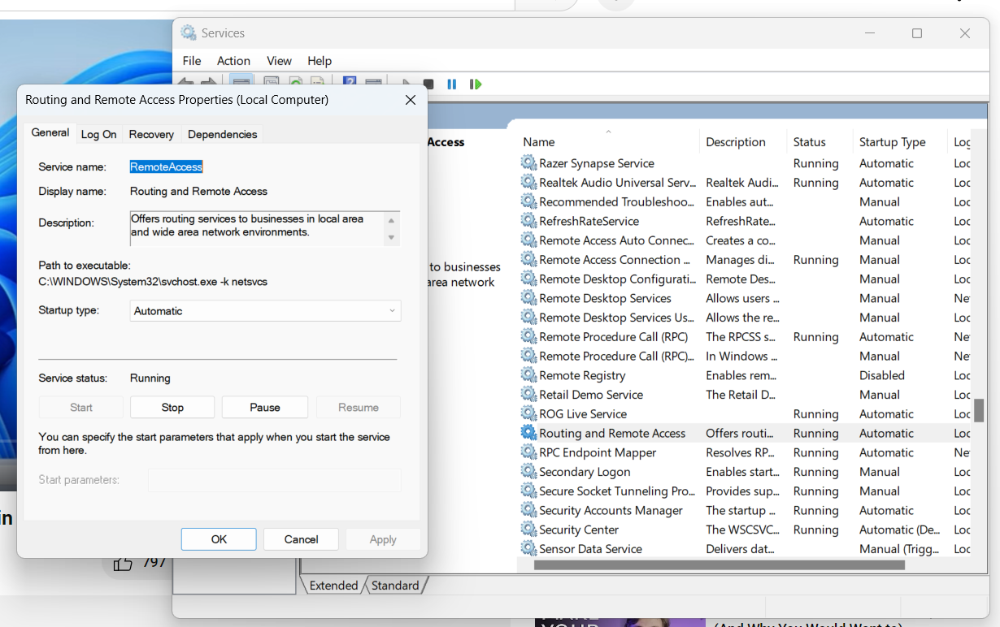 Services
File Action View Help
Routing and Remote Access Properties (Local Computer)
General Log On Recovery Dependencies
Service name: RemoteAccess
Display name: Routing and Remote Access
Description: Offers routing services to businesses in local area
and wide area network environments.
Path to executable:
C:\WINDOWS\System32\svchost.exe -k netsvcs
Startup type: Automatic
Service status: Running
Start Stop Pause Resume
You can specify the start parameters that apply when you start the service
from here.
Start parameters:
OK Cancel Apply
Access
to businesses
area network
Name Description Status Startup Type Log
Razer Synapse Service Running Automatic Loc
Realtek Audio Universal Serv... Realtek Audi... Running Automatic Loc
Recommended Troubleshoo... Enables aut... Manual Loc
RefreshRateService RefreshRate... Automatic Loc
Remote Access Auto Connec... Creates a co... Manual Loc
Remote Access Connection ... Manages di... Running Manual Loc
Remote Desktop Configurati... Remote Des... Manual Loc
Remote Desktop Services Allows users ... Manual Ne
Remote Desktop Services Us... Allows the re... Manual Loc
Remote Procedure Call (RPC) The RPCSS s... Running Automatic Ne
Remote Procedure Call (RPC)... In Windows ... Manual Ne
Remote Registry Enables rem... Disabled Loc
Retail Demo Service The Retail D... Manual Loc
ROG Live Service Running Automatic Loc
Routing and Remote Access Offers routi... Running Automatic Loc
RPC Endpoint Mapper Resolves RP... Running Automatic Ne
Secondary Logon Enables start... Running Manual Loc
Secure Socket Tunneling Pro... Provides sup... Running Manual Loc
Security Accounts Manager The startup ... Running Automatic Loc
Security Center The WSCSVC... Running Automatic (De... Loc
Sensor Data Service Delivers dat... Manual (Trigg... Loc
Extended Standard
in
797
(And Why You Would Want to)